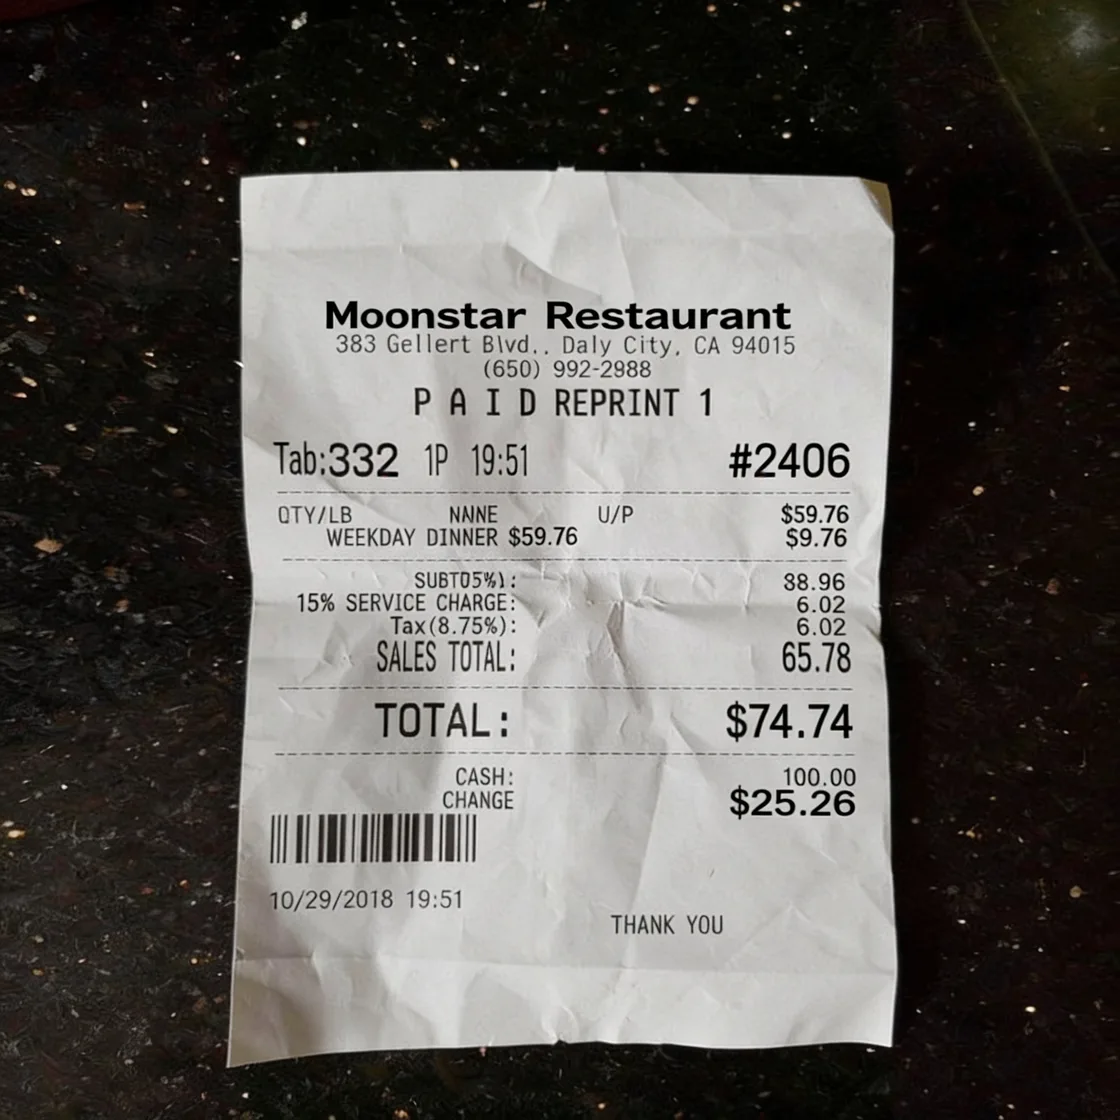 Moonstar Restaurant
383 Gellert Blvd., Daly City, CA 94015
(650) 992-2988
P A I D REPRINT 1
Tab:332 1P 19:51 #2406
QTY/LB NNNE U/P $59.76
WEEKDAY DINNER $59.76 $9.76
SUBTO5%): 38.96
15% SERVICE CHARGE: 6.02
Tax(8.75%): 6.02
SALES TOTAL: 65.78
TOTAL: $74.74
CASH: 100.00
CHANGE $25.26
10/29/2018 19:51
THANK YOU